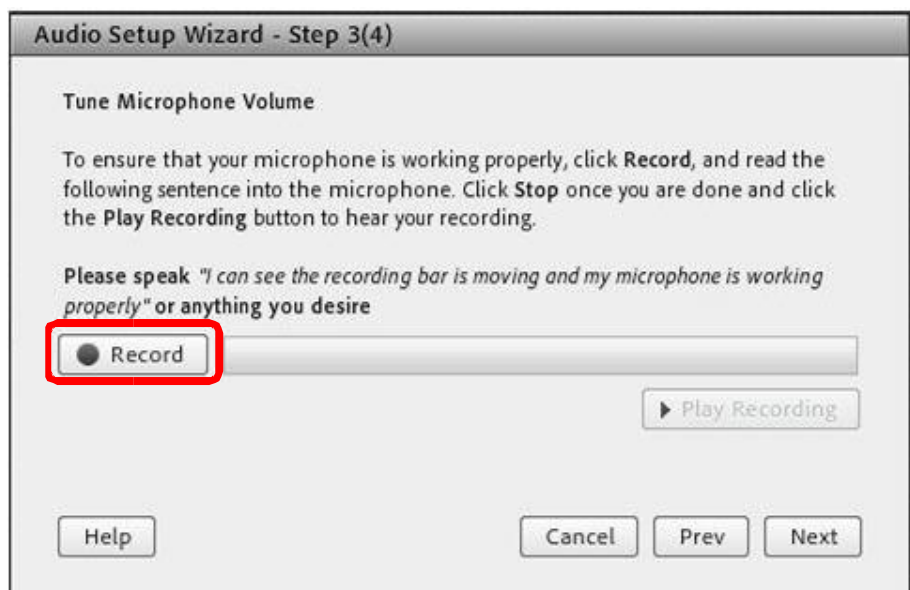 Audio Setup Wizard - Step 3(4)
Tune Microphone Volume
To ensure that your microphone is working properly, click Record, and read the
following sentence into the microphone. Click Stop once you are done and click
the Play Recording button to hear your recording.
Please speak "I can see the recording bar is moving and my microphone is working
properly" or anything you desire
Record
Play Recording
Help
Cancel
Prev
Next